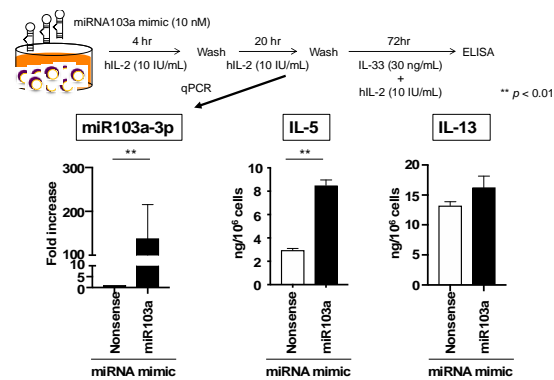 miRNA103a mimic (10 nM)
4 hr
Wash
20 hr
Wash
72hr
ELISA
hIL-2 (10 IU/mL)
hIL-2 (10 IU/mL)
IL-33 (30 ng/mL)
+
hIL-2 (10 IU/mL)
qPCR
** p < 0.01
miR103a-3p
IL-5
IL-13
**
**
Fold increase
300
200
100
10
5
0
Nonsense
miR103a
miRNA mimic
ng/10⁶ cells
10
8
6
4
2
0
Nonsense
miR103a
miRNA mimic
ng/10⁶ cells
20
15
10
5
0
Nonsense
miR103a
miRNA mimic